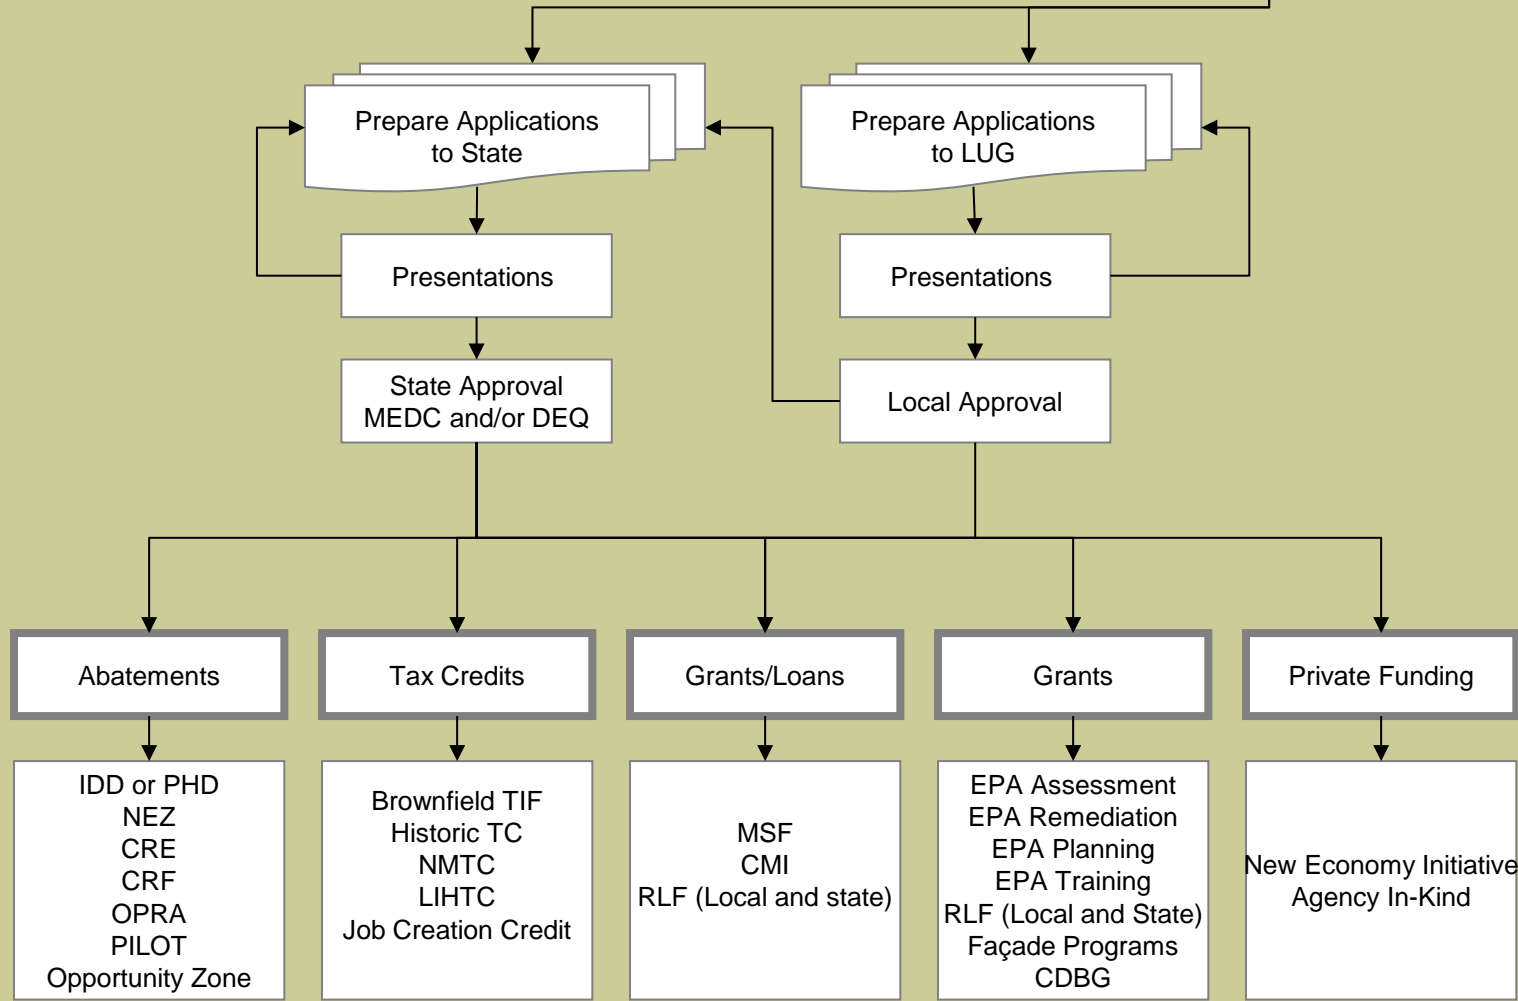 Prepare Applications
to State
Prepare Applications
to LUG
Presentations
Presentations
State Approval
MEDC and/or DEQ
Local Approval
Abatements
Tax Credits
Grants/Loans
Grants
Private Funding
IDD or PHD
NEZ
CRE
CRF
OPRA
PILOT
Opportunity Zone
Brownfield TIF
Historic TC
NMTC
LIHTC
Job Creation Credit
MSF
CMI
RLF (Local and state)
EPA Assessment
EPA Remediation
EPA Planning
EPA Training
RLF (Local and State)
Façade Programs
CDBG
New Economy Initiative
Agency In-Kind